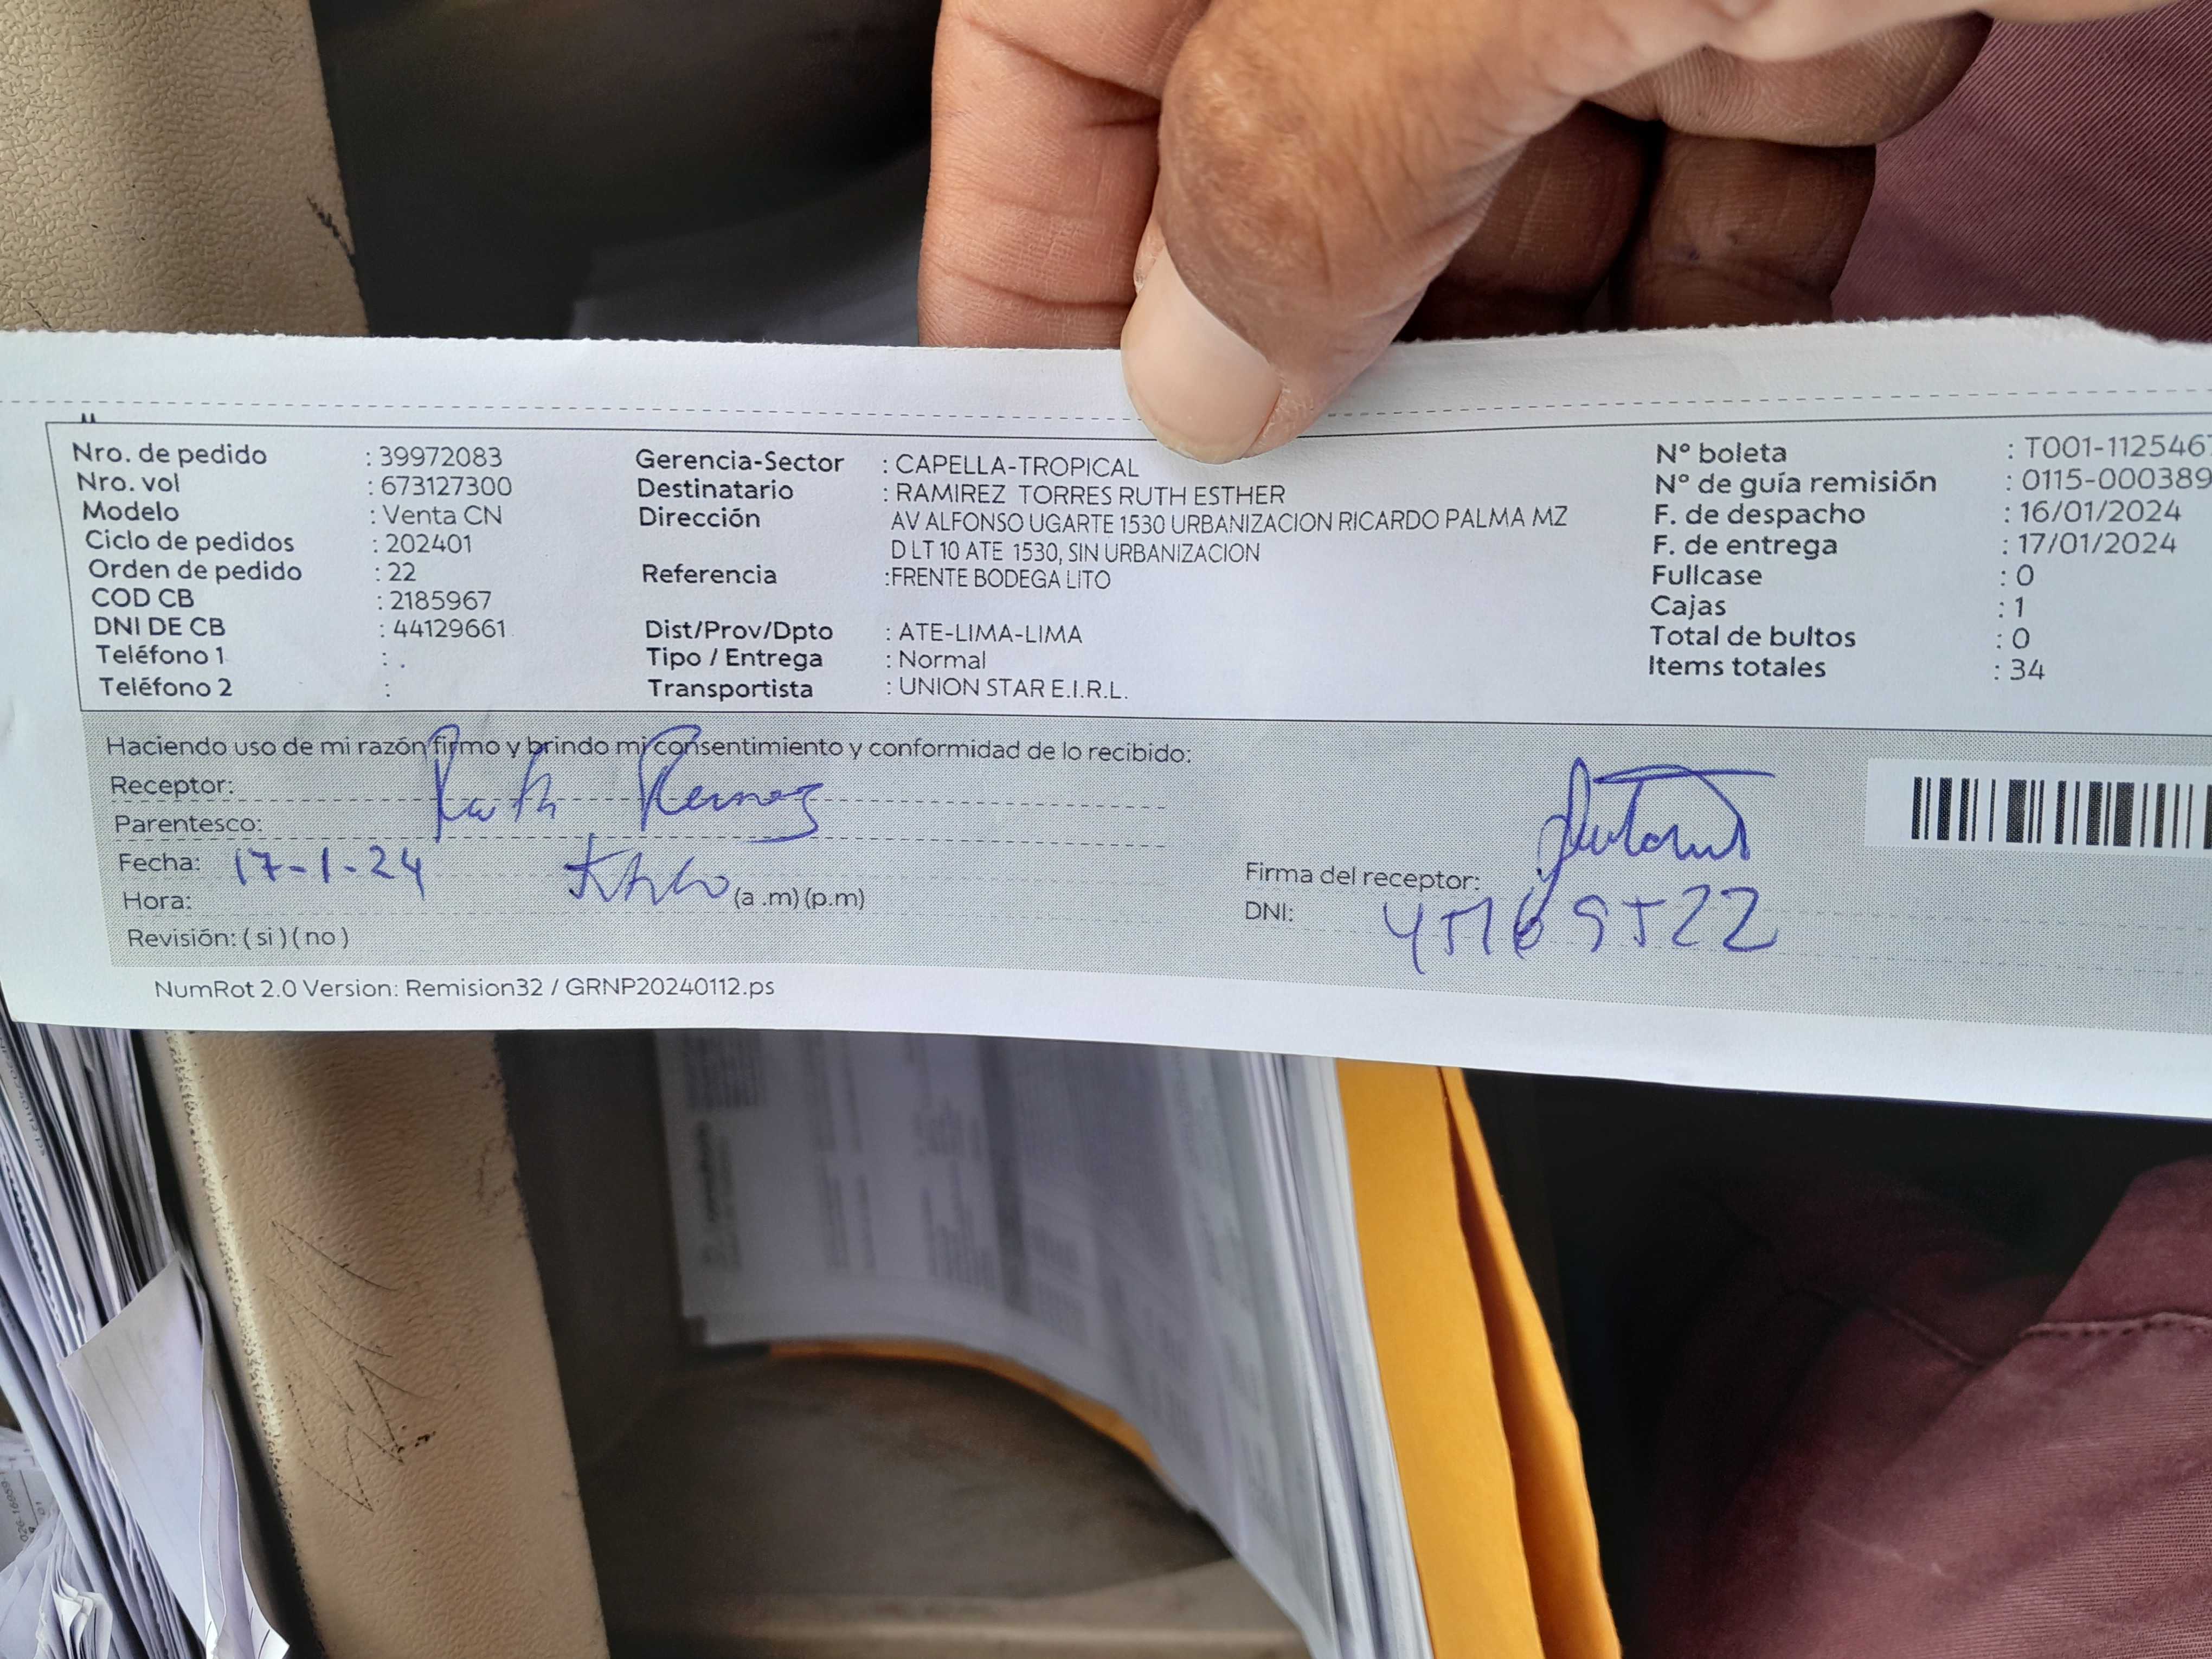 Nro. de pedido : 39972083 Gerencia-Sector : CAPELLA-TROPICAL Nº boleta : T001-112546
Nro. vol : 673127300 Destinatario : RAMIREZ TORRES RUTH ESTHER Nº de guía remisión : 0115-000389
Modelo : Venta CN Dirección AV ALFONSO UGARTE 1530 URBANIZACION RICARDO PALMA MZ F. de despacho : 16/01/2024
Ciclo de pedidos : 202401 D LT 10 ATE 1530, SIN URBANIZACION F. de entrega : 17/01/2024
Orden de pedido : 22 Referencia :FRENTE BODEGA LITO Fullcase : 0
COD CB : 2185967 Cajas : 1
DNI DE CB : 44129661 Dist/Prov/Dpto : ATE-LIMA-LIMA Total de bultos : 0
Teléfono 1 : . Tipo / Entrega : Normal Items totales : 34
Teléfono 2 : Transportista : UNION STAR E.I.R.L.
Haciendo uso de mi razón firmo y brindo mi consentimiento y conformidad de lo recibido:
Receptor: Ruth
Parentesco:
Fecha: 17-1-24 Firma del receptor:
Hora: (a .m) (p.m) DNI:
Revisión: ( si ) ( no )
NumRot 2.0 Version: Remision32 / GRNP20240112.ps